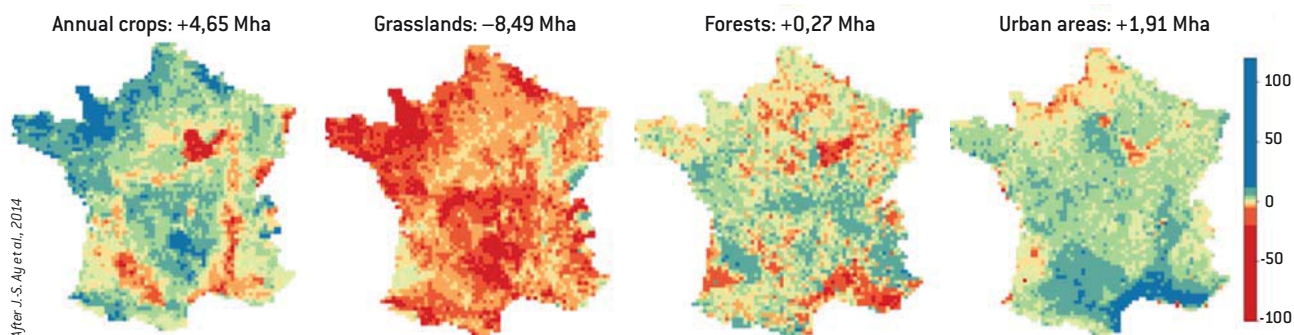 Annual crops: +4,65 Mha
Grasslands: –8,49 Mha
Forests: +0,27 Mha
Urban areas: +1,91 Mha
100
50
0
-50
-100
After J.-S. Ay et al., 2014